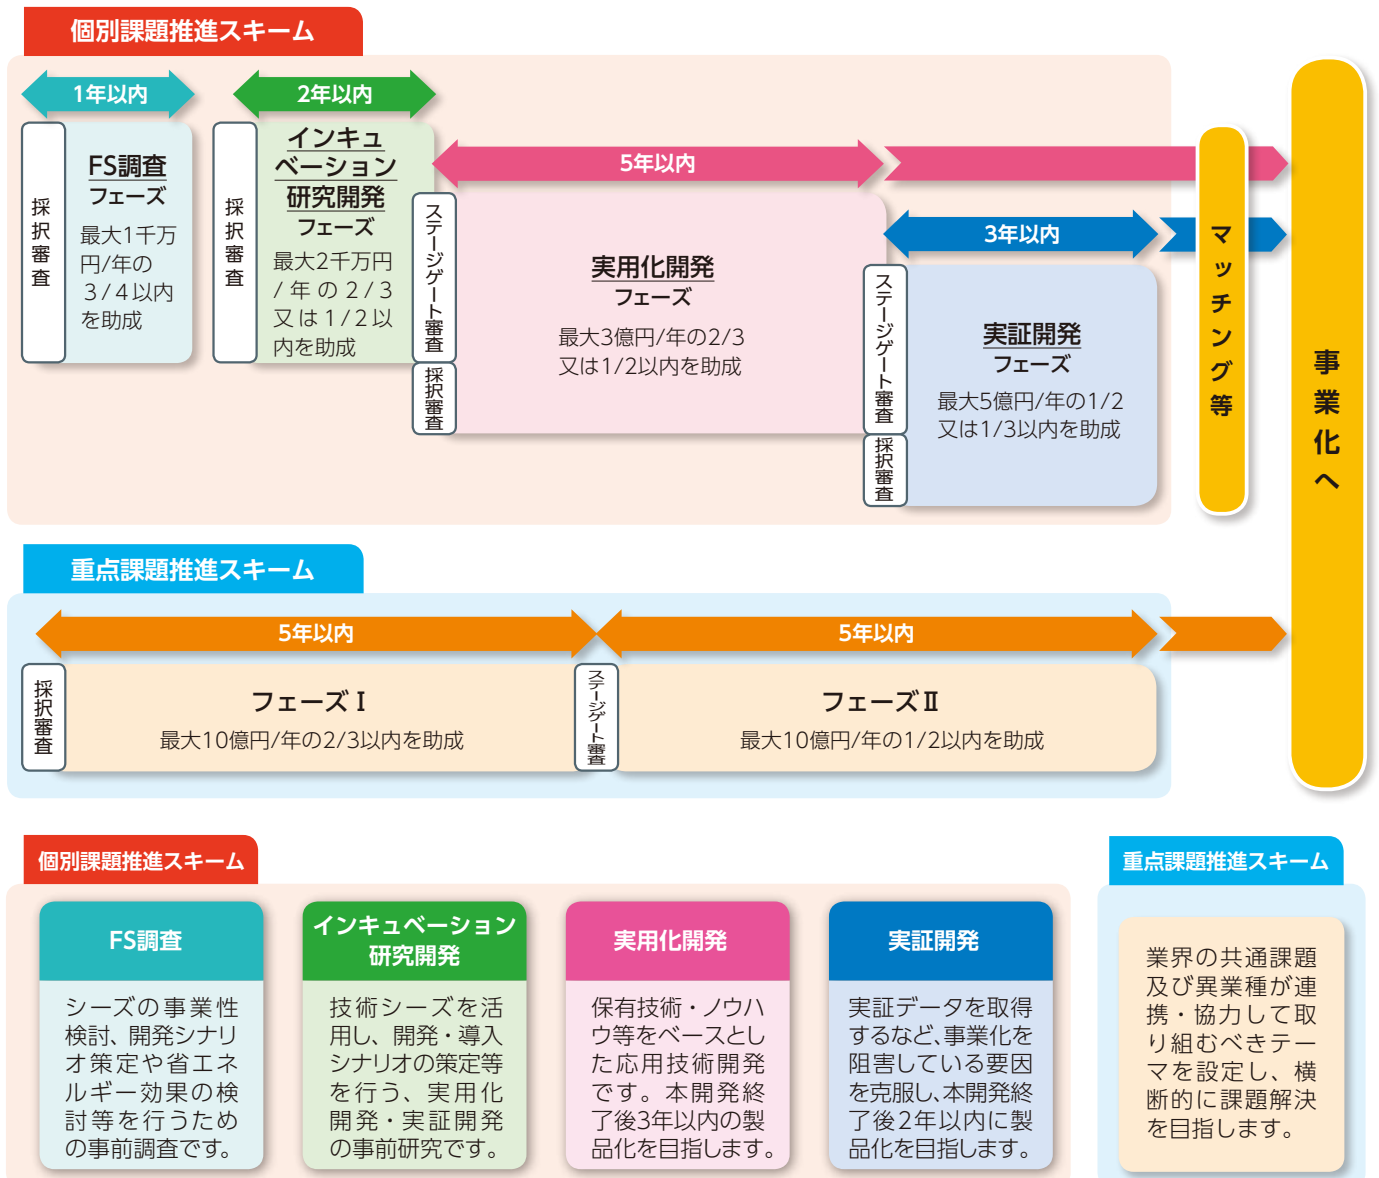 個別課題推進スキーム
1年以内
採択審査
FS調査
フェーズ
最大1千万
円/年の
3/4以内
を助成
2年以内
採択審査
インキュ
ベーション
研究開発
フェーズ
最大2千万円
/年の2/3
又は1/2以
内を助成
5年以内
ステージゲート審査
採択審査
実用化開発
フェーズ
最大3億円/年の2/3
又は1/2以内を助成
3年以内
ステージゲート審査
採択審査
実証開発
フェーズ
最大5億円/年の1/2
又は1/3以内を助成
マッチング等
事業化へ
重点課題推進スキーム
5年以内
5年以内
採択審査
フェーズⅠ
最大10億円/年の2/3以内を助成
ステージゲート審査
フェーズⅡ
最大10億円/年の1/2以内を助成
個別課題推進スキーム
FS調査
シーズの事業性
検討、開発シナリ
オ策定や省エネ
ルギー効果の検
討等を行うため
の事前調査です。
インキュベーション
研究開発
技術シーズを活
用し、開発・導入
シナリオの策定等
を行う、実用化
開発・実証開発
の事前研究です。
実用化開発
保有技術・ノウハ
ウ等をベースとし
た応用技術開発
です。本開発終
了後3年以内の製
品化を目指します。
実証開発
実証データを取得
するなど、事業化を
阻害している要因
を克服し、本開発終
了後2年以内に製
品化を目指します。
重点課題推進スキーム
業界の共通課題
及び異業種が連
携・協力して取
り組むべきテー
マを設定し、横
断的に課題解決
を目指します。